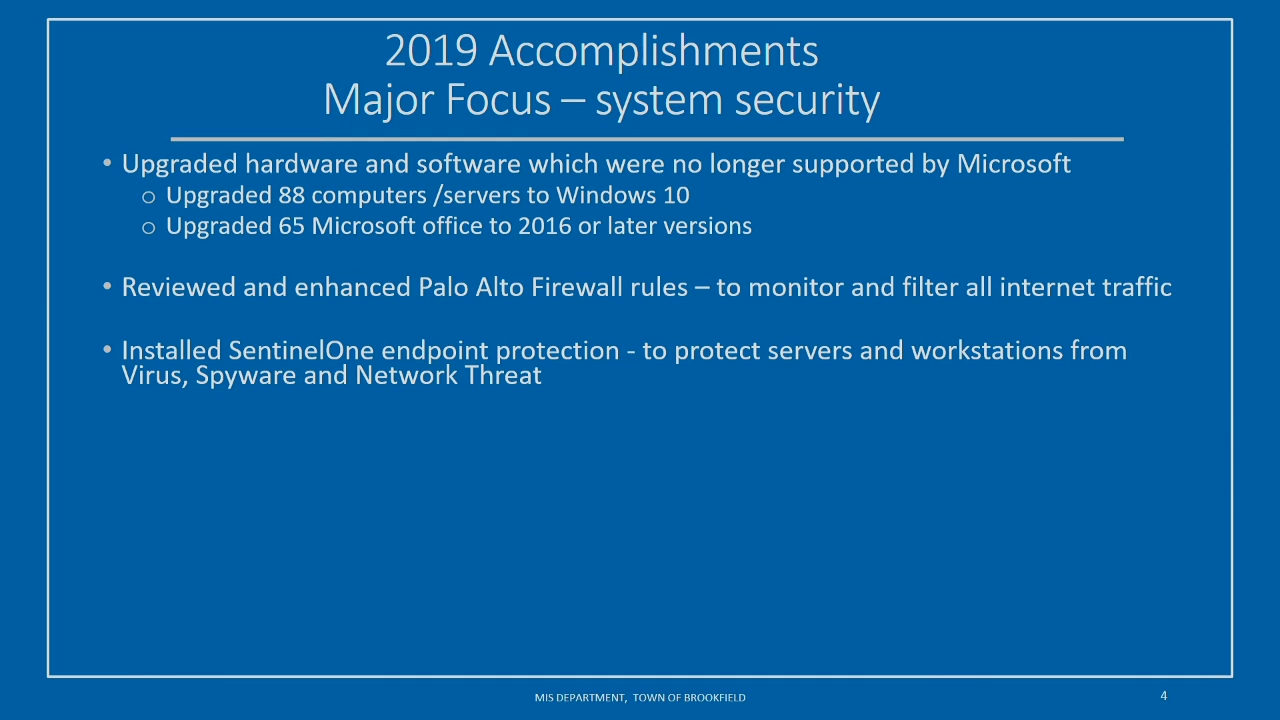 2019 Accomplishments
Major Focus – system security
• Upgraded hardware and software which were no longer supported by Microsoft
o Upgraded 88 computers /servers to Windows 10
o Upgraded 65 Microsoft office to 2016 or later versions
• Reviewed and enhanced Palo Alto Firewall rules – to monitor and filter all internet traffic
• Installed SentinelOne endpoint protection - to protect servers and workstations from
Virus, Spyware and Network Threat
MIS DEPARTMENT, TOWN OF BROOKFIELD
4